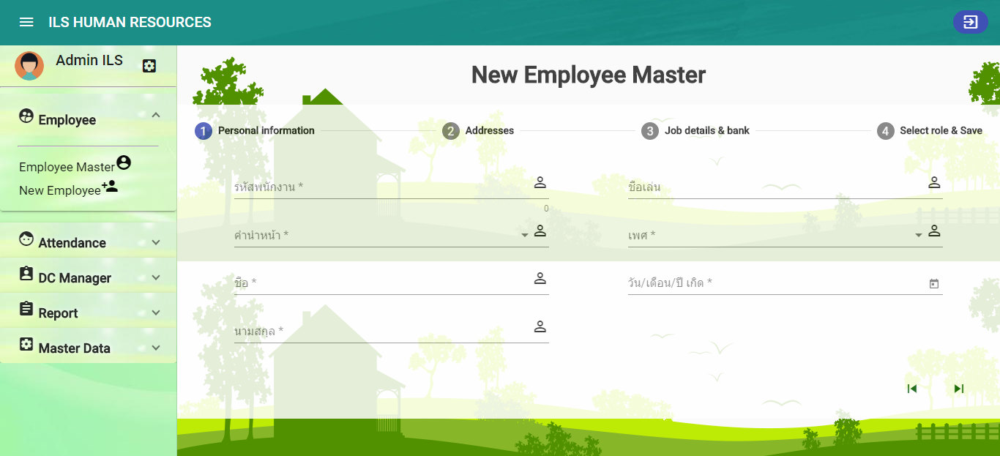 ILS HUMAN RESOURCES
Admin ILS
Employee
Employee Master
New Employee
Attendance
DC Manager
Report
Master Data
New Employee Master
1 Personal information 2 Addresses 3 Job details & bank 4 Select role & Save
รหัสพนักงาน * ชื่อเล่น
0
คำนำหน้า * เพศ *
ชื่อ * วัน/เดือน/ปี เกิด *
นามสกุล *